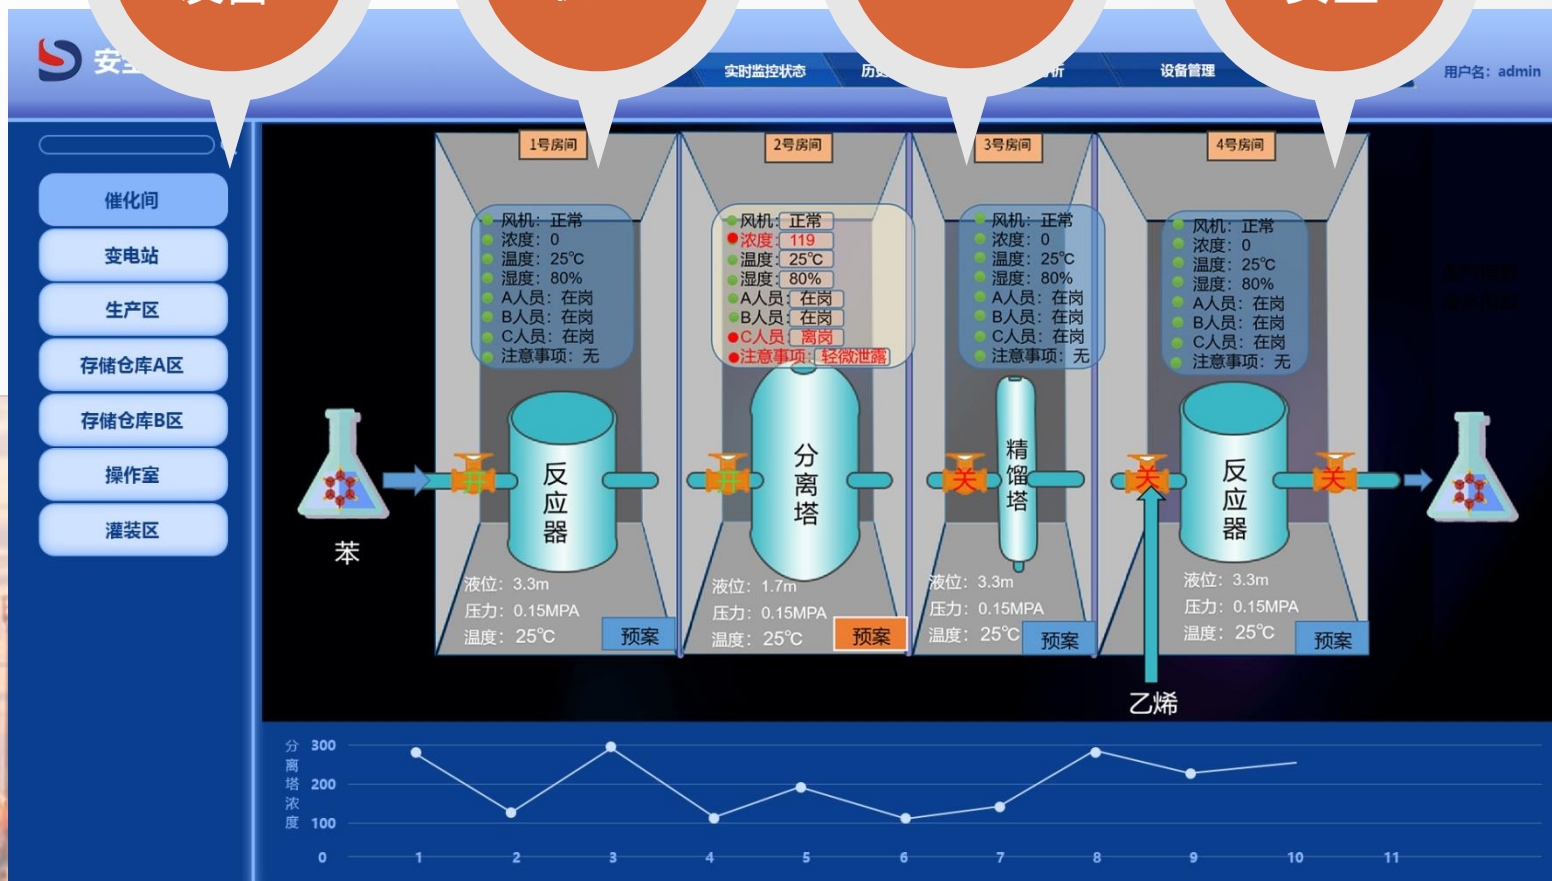 安
实时监控状态
历
析
设备管理
用户名：admin
催化间
变电站
生产区
存储仓库A区
存储仓库B区
操作室
灌装区
1号房间
风机：正常
浓度：0
温度：25℃
湿度：80%
A人员：在岗
B人员：在岗
C人员：在岗
注意事项：无
2号房间
风机：正常
浓度：119
温度：25℃
湿度：80%
A人员：在岗
B人员：在岗
C人员：离岗
注意事项：轻微泄露
3号房间
风机：正常
浓度：0
温度：25℃
湿度：80%
A人员：在岗
B人员：在岗
C人员：在岗
注意事项：无
4号房间
风机：正常
浓度：0
温度：25℃
湿度：80%
A人员：在岗
B人员：在岗
C人员：在岗
注意事项：无
苯
开
反应器
开
分离塔
关
精馏塔
关
反应器
关
液位：3.3m
压力：0.15MPA
温度：25℃
预案
液位：1.7m
压力：0.15MPA
温度：25℃
预案
液位：3.3m
压力：0.15MPA
温度：25℃
预案
液位：3.3m
压力：0.15MPA
温度：25℃
预案
乙烯
分离塔浓度
300
200
100
0 1 2 3 4 5 6 7 8 9 10 11